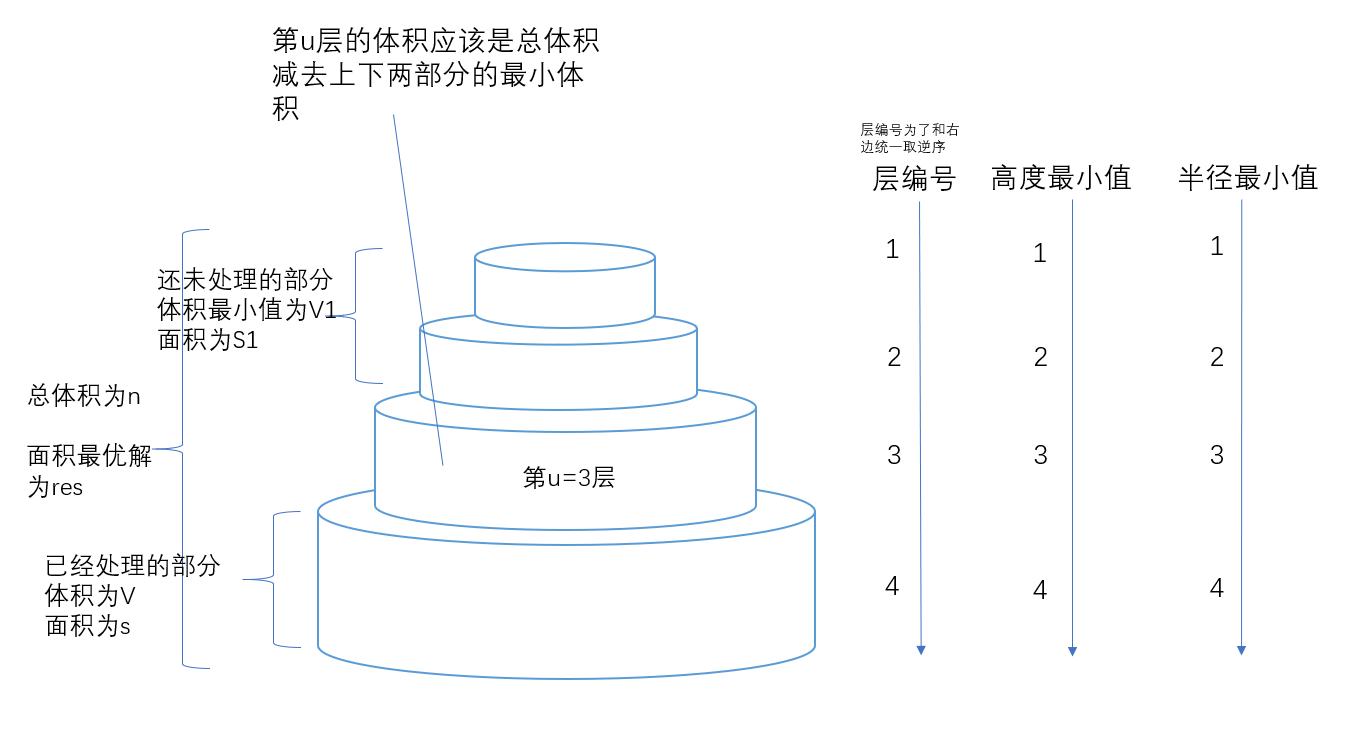 第u层的体积应该是总体积
减去上下两部分的最小体
积
层编号为了和右
边统一取逆序
层编号
高度最小值
半径最小值
1
1
1
还未处理的部分
体积最小值为V1
面积为S1
2
2
2
总体积为n
面积最优解
为res
第u=3层
3
3
3
已经处理的部分
体积为V
面积为s
4
4
4